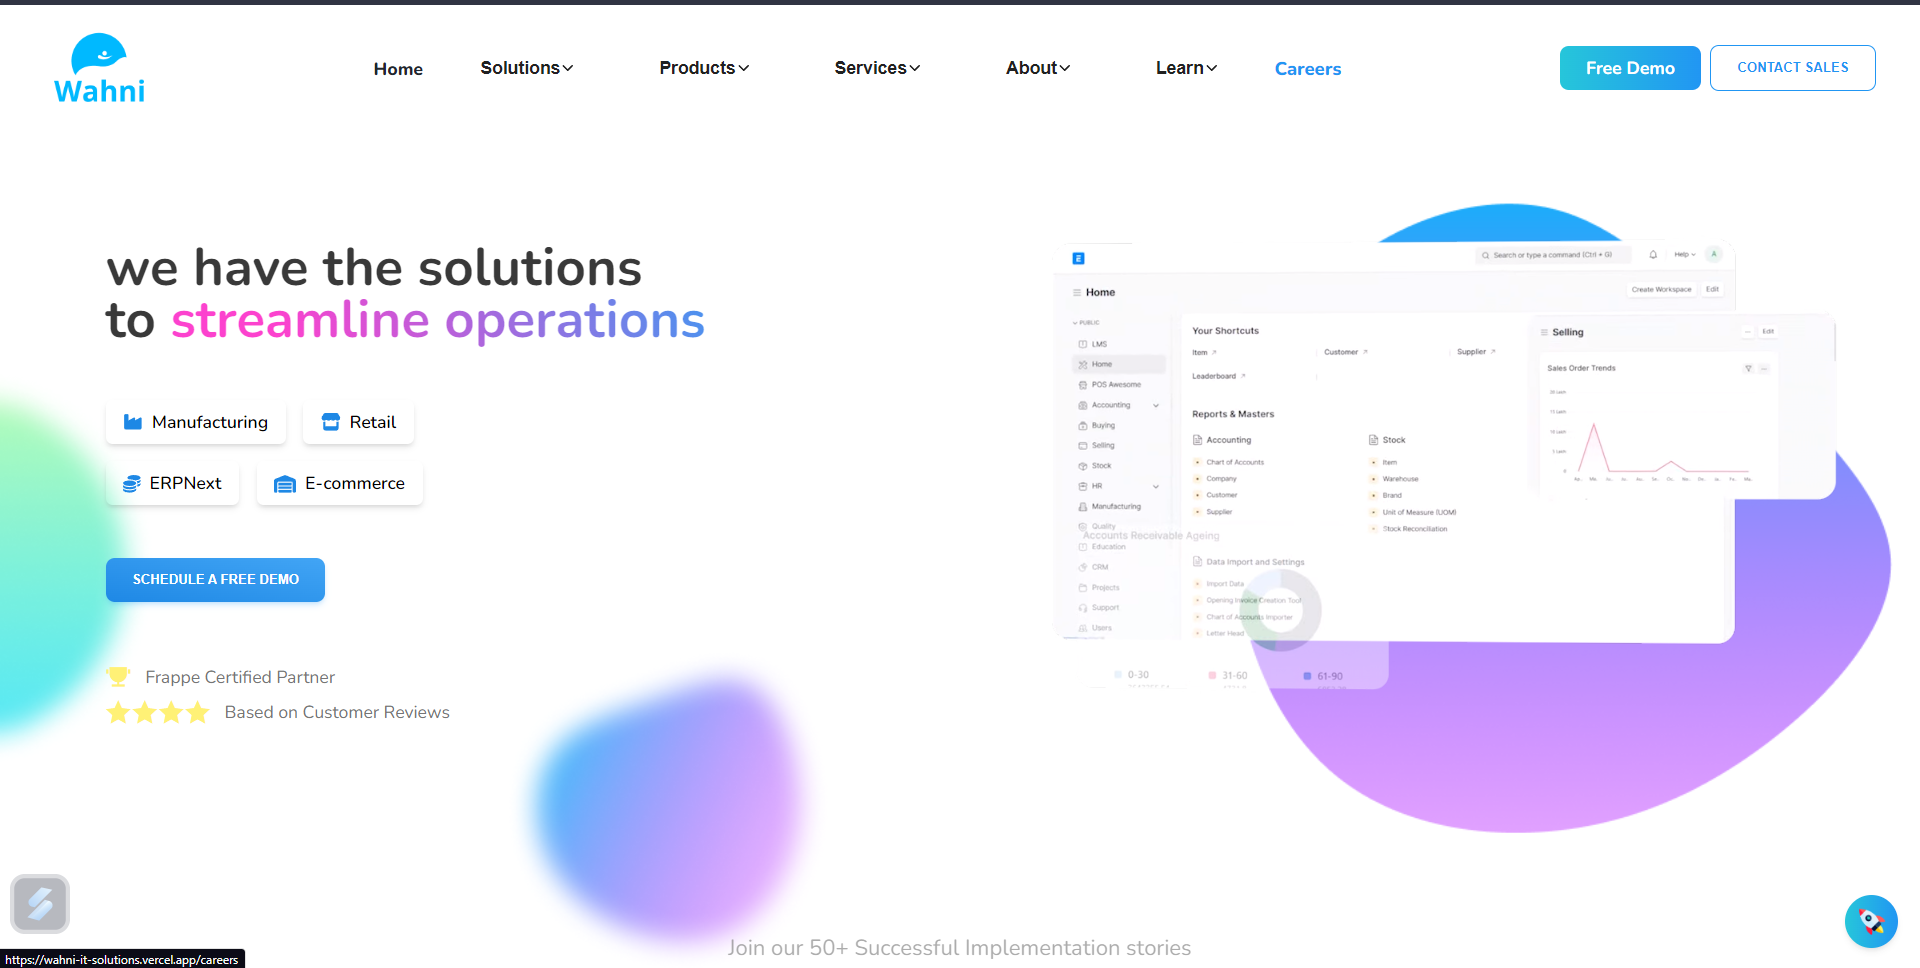 Wahni
Home
Solutions
Products
Services
About
Learn
Careers
Free Demo
CONTACT SALES
we have the solutions
to streamline operations
Manufacturing
Retail
ERPNext
E-commerce
SCHEDULE A FREE DEMO
Frappe Certified Partner
Based on Customer Reviews
E
Search or type a command (Ctrl + G)
Help
A
Home
Create Workspace
Edit
PUBLIC
LMS
Home
POS Awesome
Accounting
Buying
Selling
Stock
HR
Manufacturing
Quality
Education
CRM
Projects
Support
Users
Your Shortcuts
Item
Customer
Supplier
Leaderboard
Reports & Masters
Accounting
Chart of Accounts
Company
Customer
Supplier
Stock
Item
Warehouse
Brand
Unit of Measure (UOM)
Stock Reconciliation
Data Import and Settings
Import Data
Opening Invoice Creation Tool
Chart of Accounts Importer
Letter Head
Selling
Edit
Sales Order Trends
Accounts Receivable Ageing
0-30
31-60
61-90
Join our 50+ Successful Implementation stories
https://wahni-it-solutions.vercel.app/careers